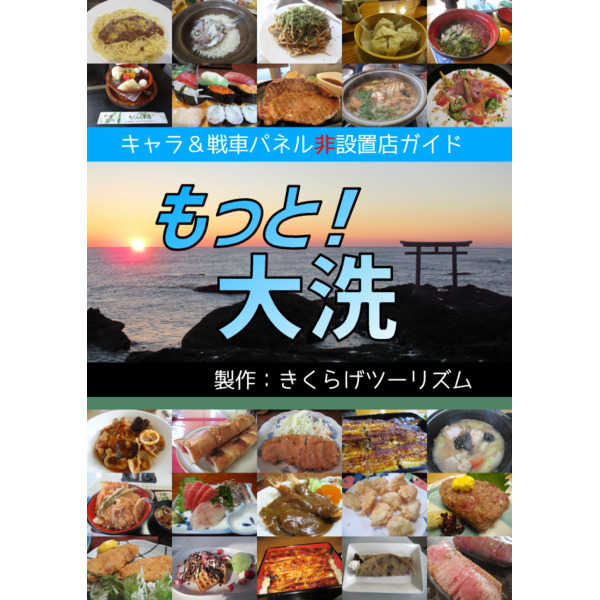 キャラ＆戦車パネル非設置店ガイド
もっと！
大洗
製作：きくらげツーリズム